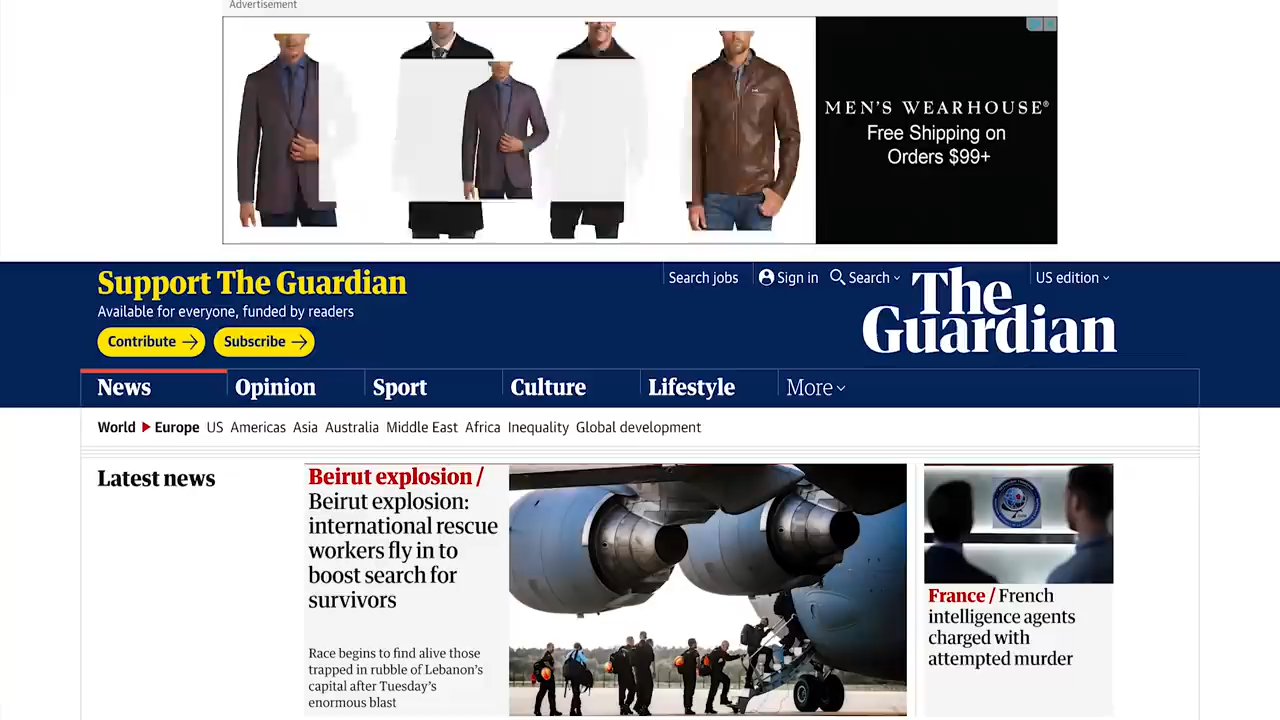 Advertisement
MEN'S WEARHOUSE®
Free Shipping on
Orders $99+
Support The Guardian
Available for everyone, funded by readers
Contribute
Subscribe
Search jobs
Sign in
Search
US edition
The
Guardian
News
Opinion
Sport
Culture
Lifestyle
More
World
Europe
US
Americas
Asia
Australia
Middle East
Africa
Inequality
Global development
Latest news
Beirut explosion /
Beirut explosion:
international rescue
workers fly in to
boost search for
survivors
Race begins to find alive those
trapped in rubble of Lebanon's
capital after Tuesday's
enormous blast
France / French
intelligence agents
charged with
attempted murder